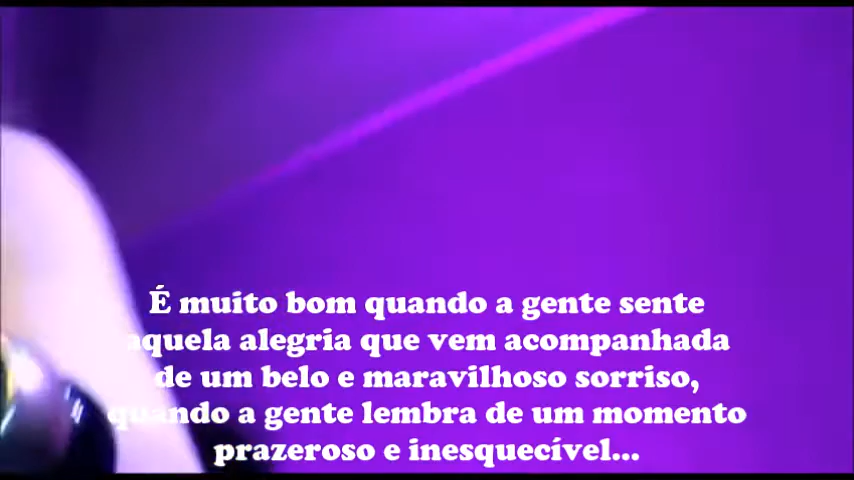 É muito bom quando a gente sente
aquela alegria que vem acompanhada
de um belo e maravilhoso sorriso,
quando a gente lembra de um momento
prazeroso e inesquecível...